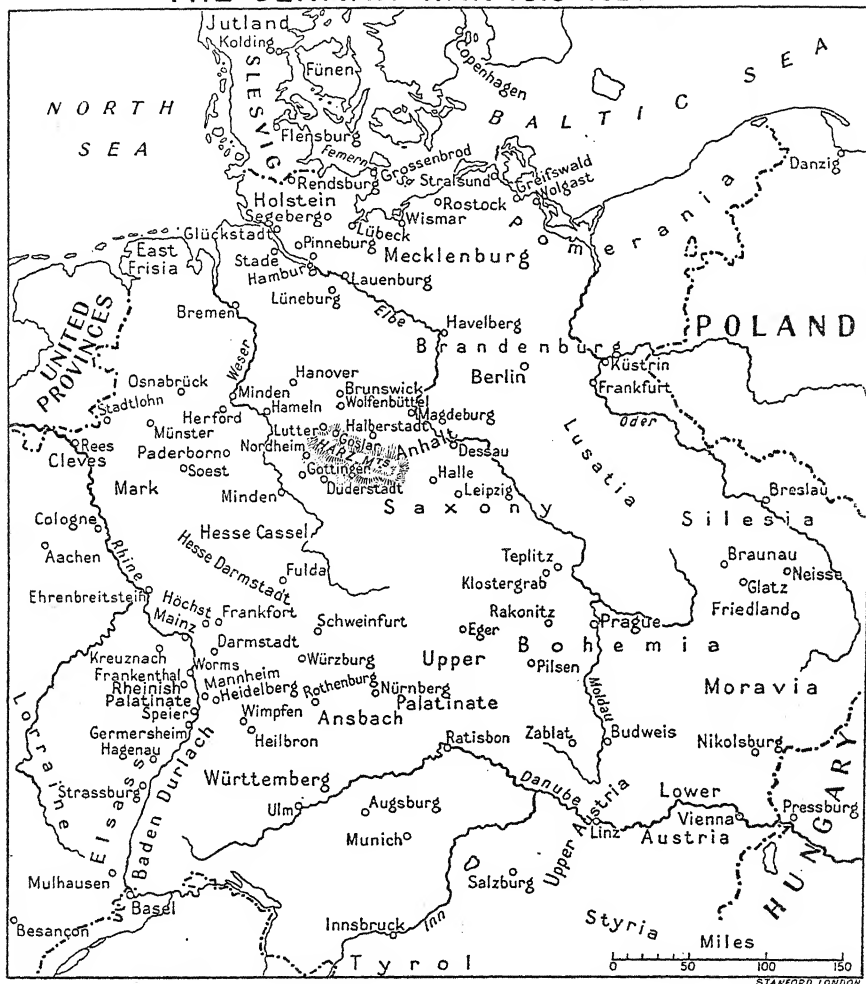 Jutland
Kolding
Fünen
SLESVIG
Copenhagen
BALTIC SEA
NORTH
SEA
Flensburg
Femern Sd
Grossenbrod
Danzig
Rendsburg
Stralsund
Greifswald
Wolgast
Holstein
Rostock
Segeberg
Wismar
Pomerania
Glückstadt
Lübeck
Pinneburg
Mecklenburg
East
Frisia
Stade
Hamburg
Lauenburg
Lüneburg
Elbe
Bremen
Havelberg
UNITED
PROVINCES
POLAND
Brandenburg
Weser
Hanover
Berlin
Küstrin
Osnabrück
Brunswick
Frankfurt
Minden
Wolfenbüttel
Stadtlohn
Hameln
Magdeburg
Herford
Oder
Münster
Lutter
Halberstadt
Goslar
Anhalt
Lusatia
Rees
Nordheim
HARZ MTS.
Dessau
Cleves
Paderborn
Soest
Göttingen
Halle
Mark
Düderstadt
Leipzig
Minden
Breslau
Saxony
Silesia
Cologne
Hesse Cassel
Aachen
Rhine
Hesse Darmstadt
Teplitz
Braunau
Neisse
Fulda
Klostergrab
Glatz
Ehrenbreitstein
Höchst
Frankfort
Rakonitz
Friedland
Mainz
Schweinfurt
Eger
Prague
Darmstadt
Bohemia
Kreuznach
Worms
Würzburg
Upper
Pilsen
Frankenthal
Mannheim
Moravia
Rheinish
Palatinate
Heidelberg
Rothenburg
Nürnberg
Palatinate
Moldau
Speier
Wimpfen
Ansbach
Lorraine
Germersheim
Heilbron
Zablat
Budweis
Hagenau
Ratisbon
Nikolsburg
Baden Durlach
Württemberg
Strassburg
Elsass
Danube
Lower
HUNGARY
Ulm
Augsburg
Upper Austria
Vienna
Pressburg
Munich
Linz
Austria
Mulhausen
Salzburg
Basel
Besançon
Innsbruck
Inn
Styria
Miles
Tyrol
0 50 100 150
STANFORD LONDON